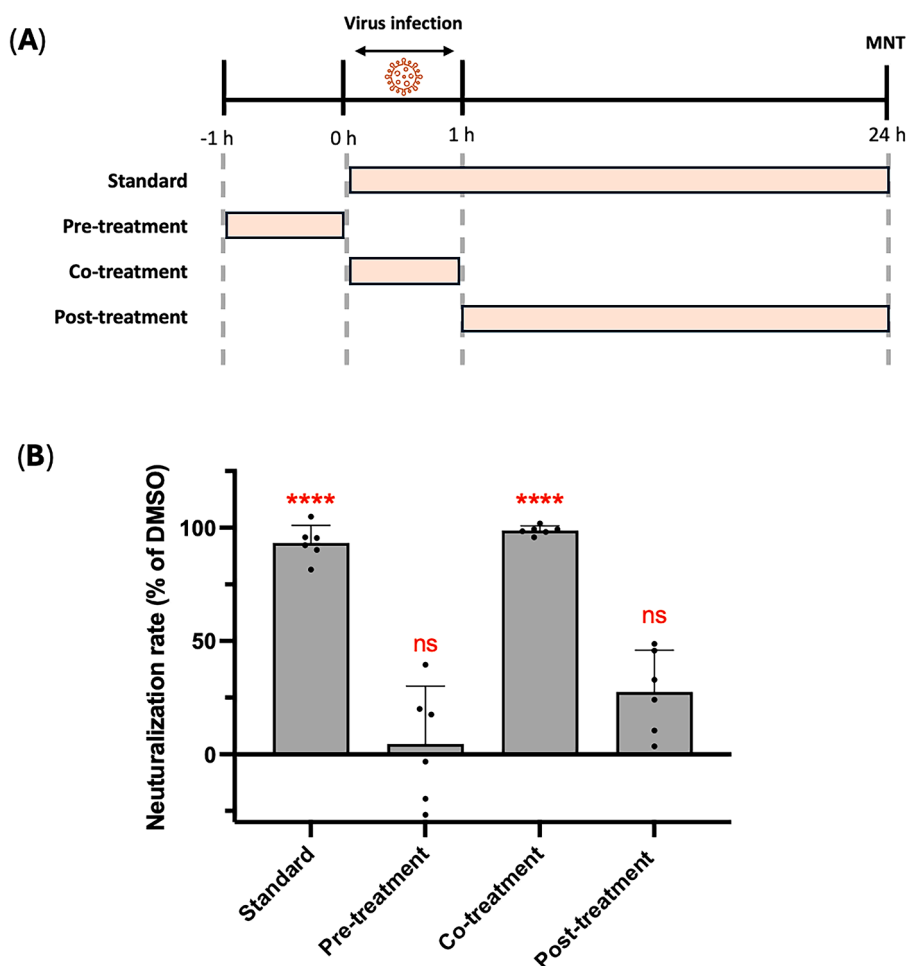 (A)
Virus infection
MNT
-1 h
0 h
1 h
24 h
Standard
Pre-treatment
Co-treatment
Post-treatment
(B)
Neuturalization rate (% of DMSO)
100
50
0
****
ns
****
ns
Standard
Pre-treatment
Co-treatment
Post-treatment